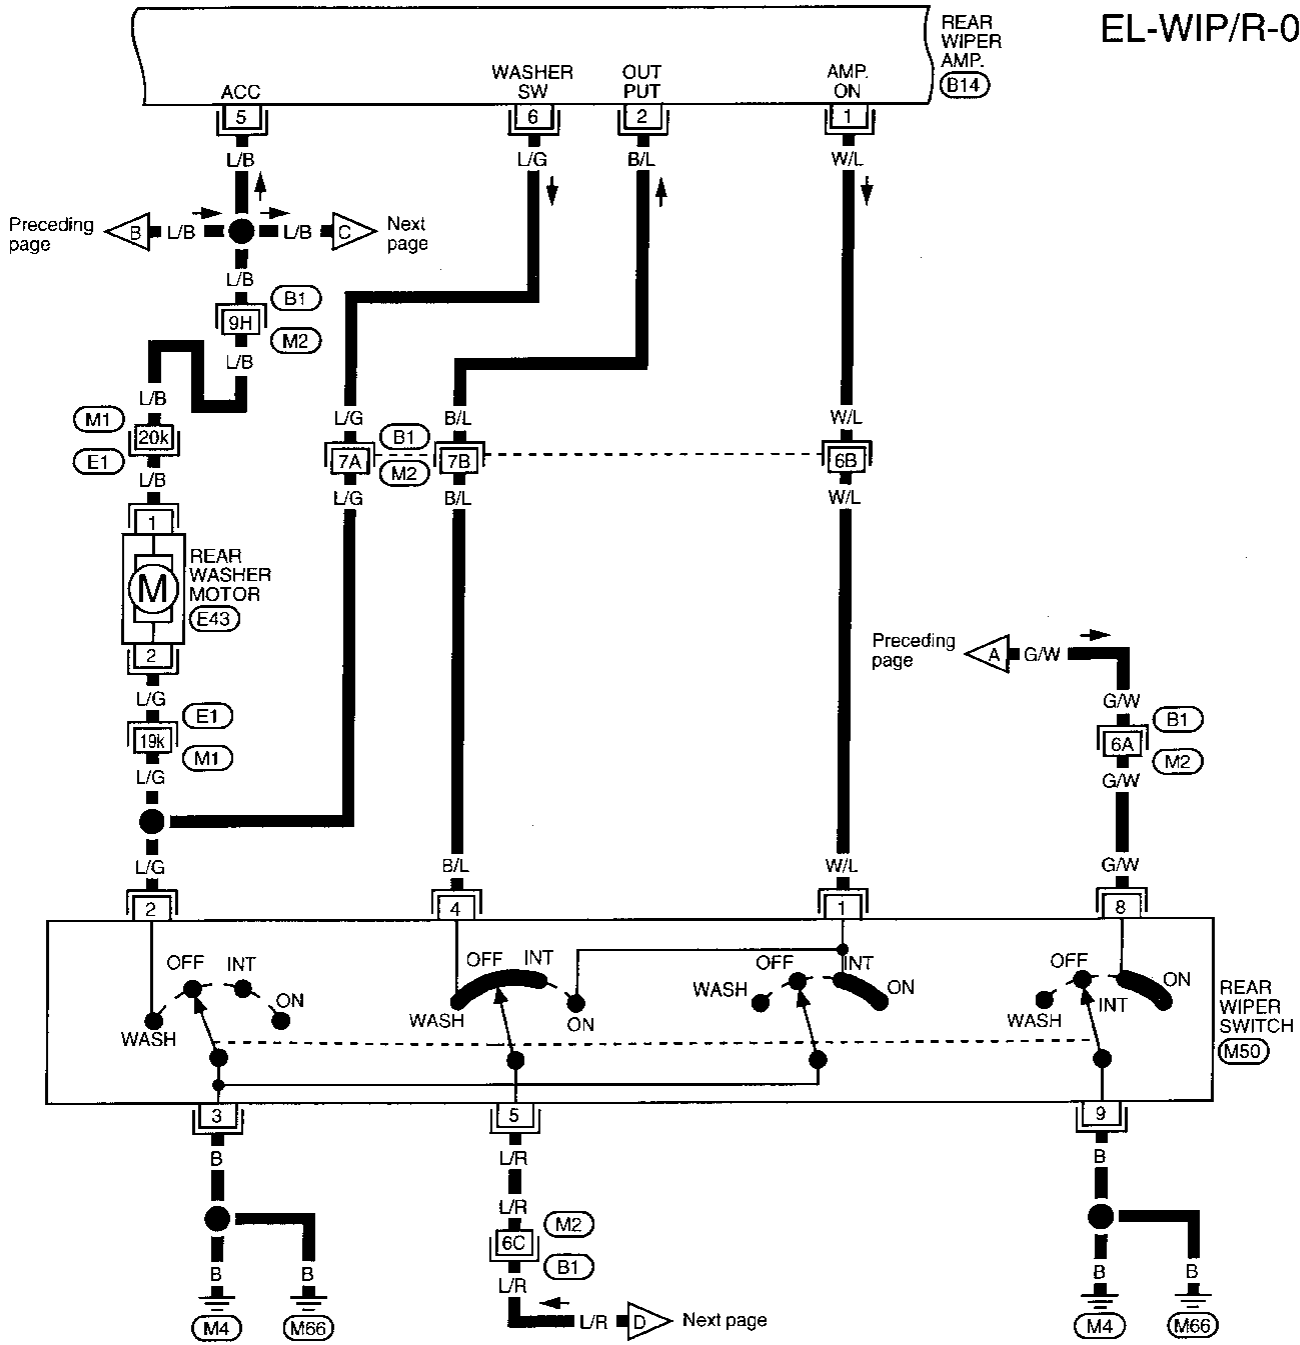 EL-WIP/R-0
REAR
WIPER
AMP.
B14
WASHER
SW
OUT
PUT
AMP.
ON
ACC
5
6
2
1
L/B
L/G
B/L
W/L
Preceding
page
B
L/B
L/B
C
Next
page
L/B
B1
9H
M2
L/B
L/B
M1
20k
E1
L/B
L/G
B/L
W/L
B1
7A
7B
6B
M2
L/G
B/L
W/L
1
M
REAR
WASHER
MOTOR
E43
2
L/G
E1
19k
M1
L/G
L/G
Preceding
page
A
G/W
G/W
B1
6A
M2
G/W
B/L
W/L
G/W
2
4
1
8
OFF
INT
ON
WASH
OFF
INT
WASH
ON
OFF
INT
WASH
ON
OFF
ON
WASH
INT
REAR
WIPER
SWITCH
M50
3
5
9
B
L/R
B
L/R
M2
6C
B1
L/R
B
B
B
B
M4
M66
L/R
D
Next page
M4
M66